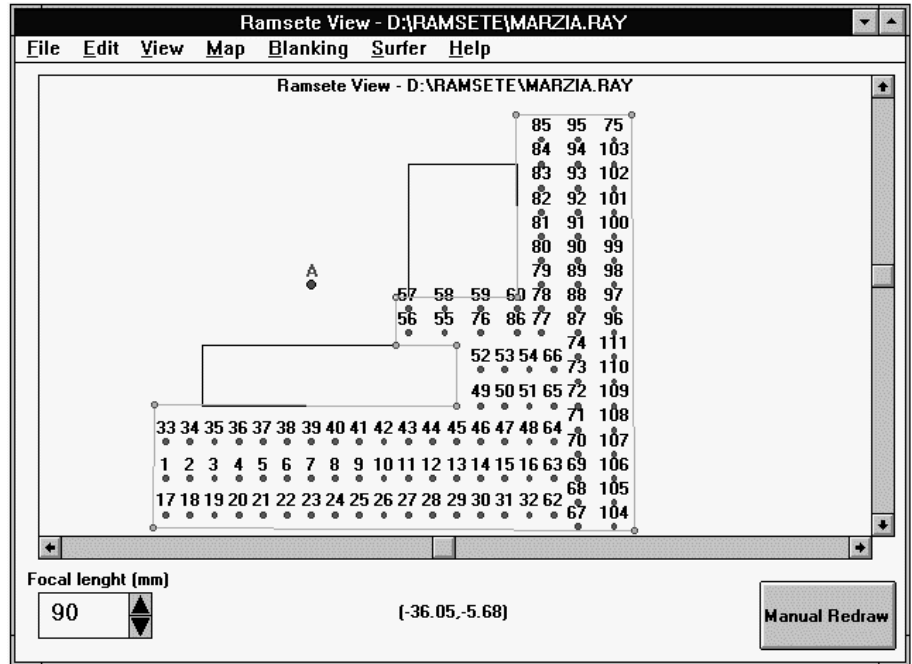 Ramsete View - D:\RAMSETE\MARZIA.RAY
File Edit View Map Blanking Surfer Help
Ramsete View - D:\RAMSETE\MARZIA.RAY
85 95 75
84 94 103
83 93 102
82 92 101
81 91 100
80 90 99
A 79 89 98
57 58 59 60 78 88 97
56 55 76 86 77 87 96
74 111
52 53 54 66 73 110
49 50 51 65 72 109
71 108
33 34 35 36 37 38 39 40 41 42 43 44 45 46 47 48 64 70 107
1 2 3 4 5 6 7 8 9 10 11 12 13 14 15 16 63 69 106
68 105
17 18 19 20 21 22 23 24 25 26 27 28 29 30 31 32 62 67 104
Focal lenght (mm)
90 (-36.05,-5.68) Manual Redraw